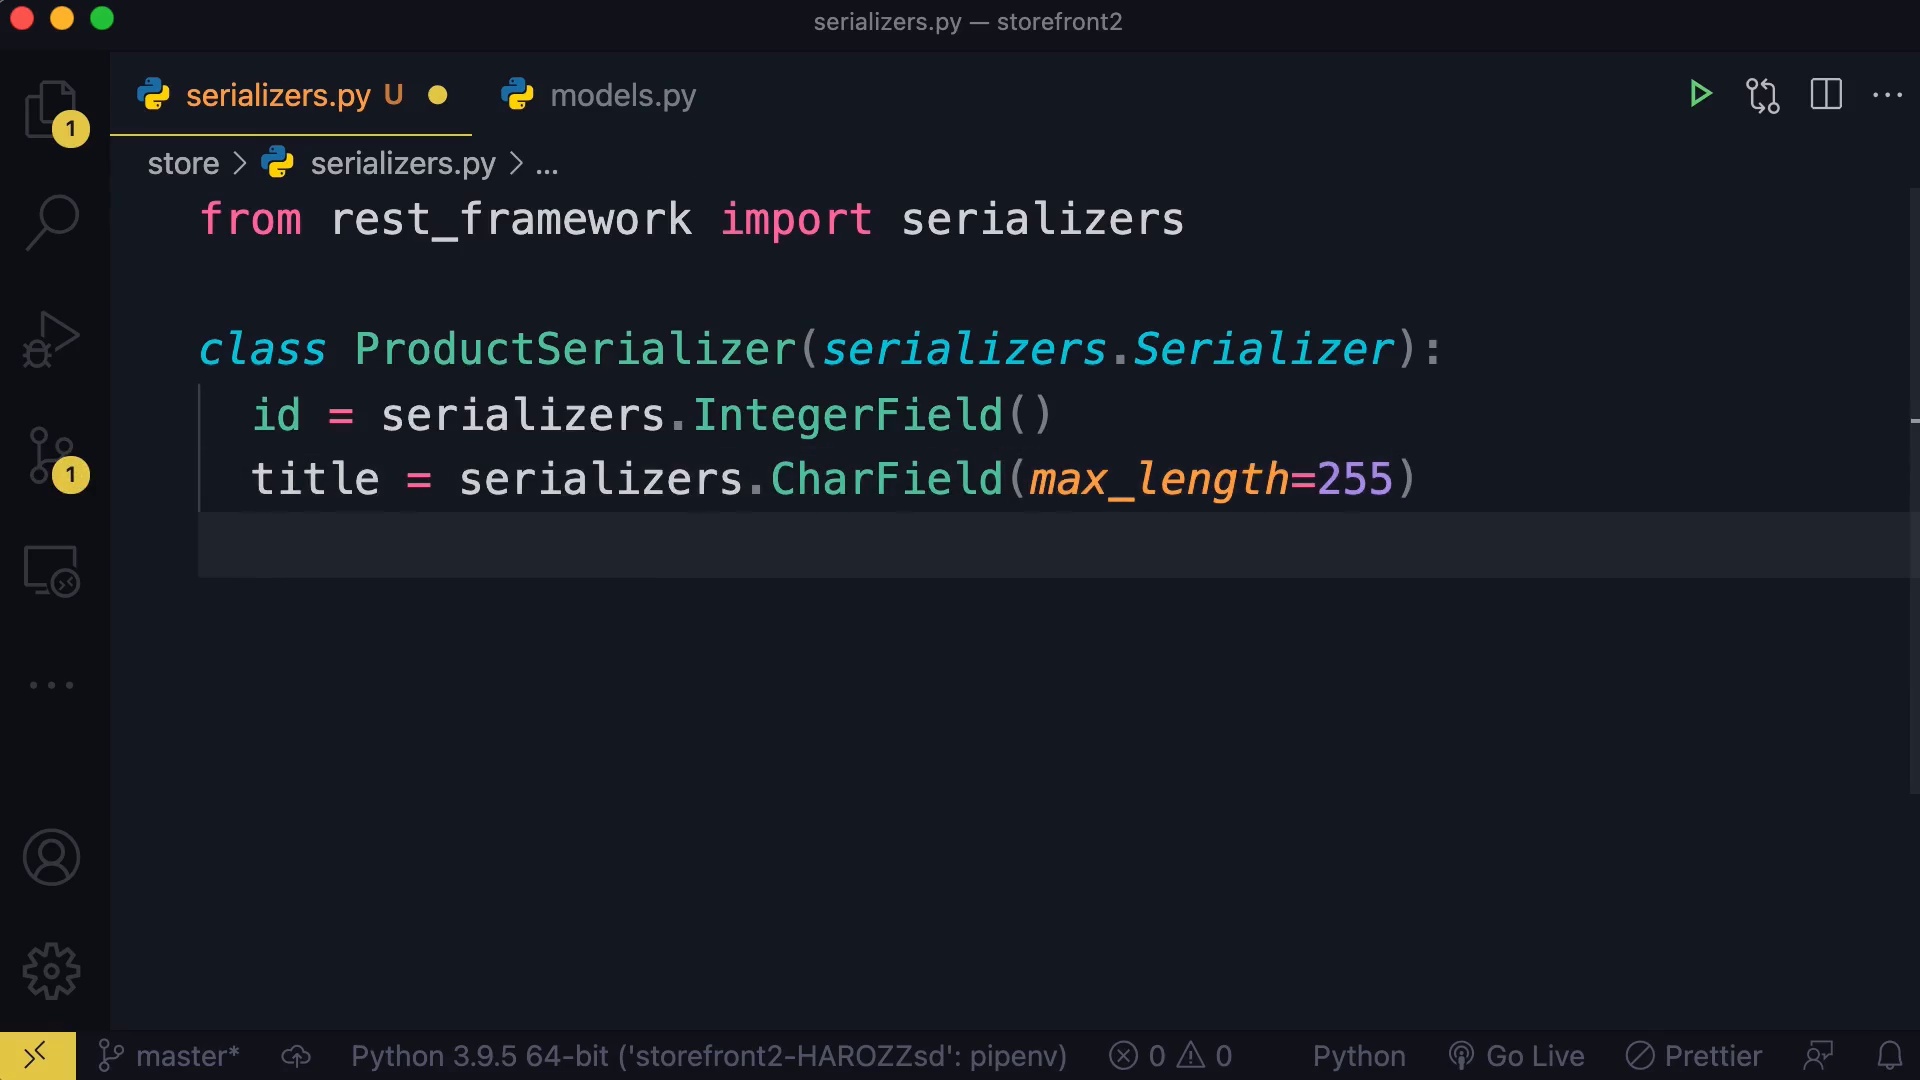 serializers.py — storefront2
serializers.py U
models.py
1
store > serializers.py > ...
from rest_framework import serializers
class ProductSerializer(serializers.Serializer):
id = serializers.IntegerField()
title = serializers.CharField(max_length=255)
1
master*
Python 3.9.5 64-bit ('storefront2-HAROZZsd': pipenv)
0
0
Python
Go Live
Prettier